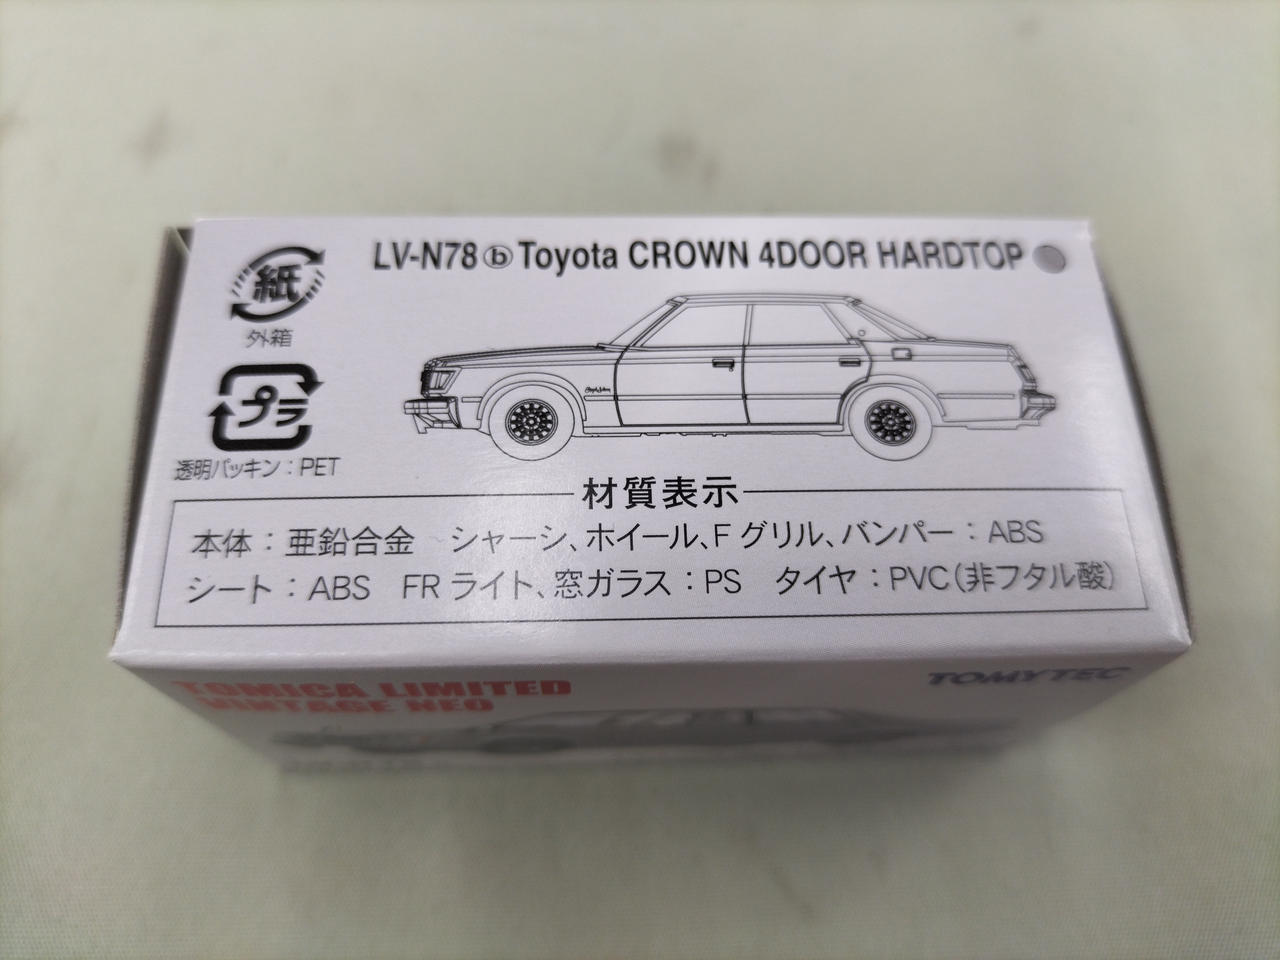 LV-N78 ⓑ Toyota CROWN 4DOOR HARDTOP
紙
外箱
プラ
透明パッキン：PET
材質表示
本体：亜鉛合金　シャーシ、ホイール、Fグリル、バンパー：ABS
シート：ABS　FRライト、窓ガラス：PS　タイヤ：PVC（非フタル酸）
TOMICA LIMITED
VINTAGE NEO
TOMYTEC